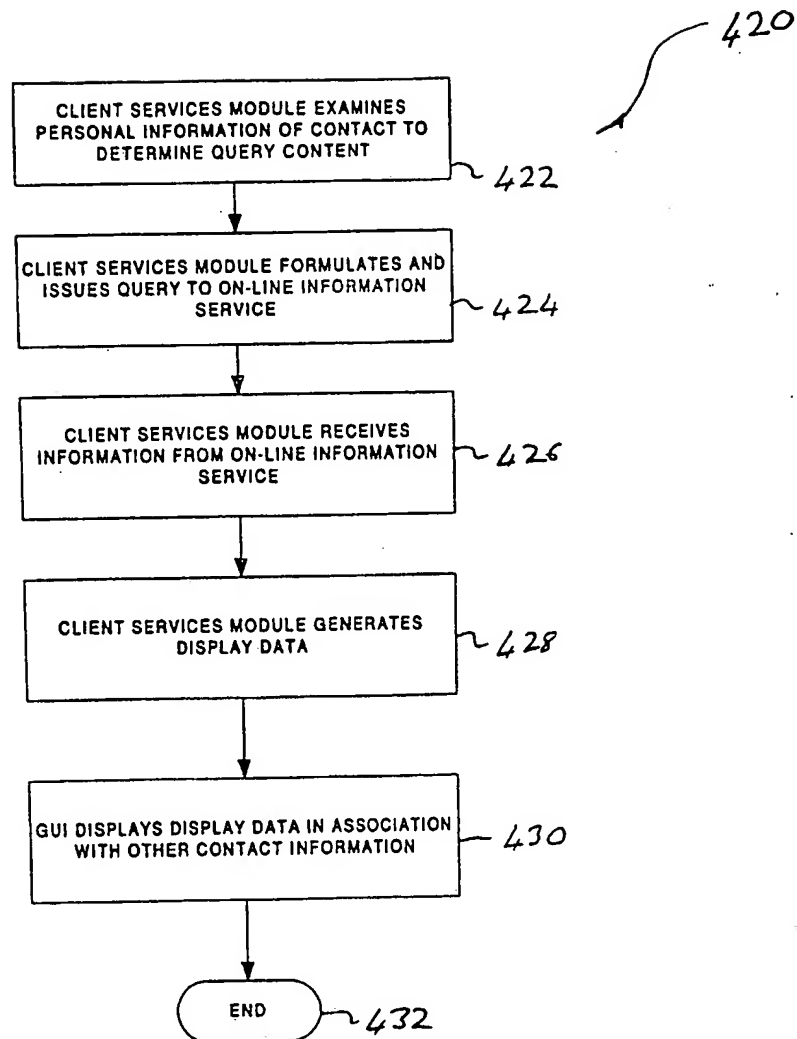 420
CLIENT SERVICES MODULE EXAMINES
PERSONAL INFORMATION OF CONTACT TO
DETERMINE QUERY CONTENT
422
CLIENT SERVICES MODULE FORMULATES AND
ISSUES QUERY TO ON-LINE INFORMATION
SERVICE
424
CLIENT SERVICES MODULE RECEIVES
INFORMATION FROM ON-LINE INFORMATION
SERVICE
426
CLIENT SERVICES MODULE GENERATES
DISPLAY DATA
428
GUI DISPLAYS DISPLAY DATA IN ASSOCIATION
WITH OTHER CONTACT INFORMATION
430
END
432